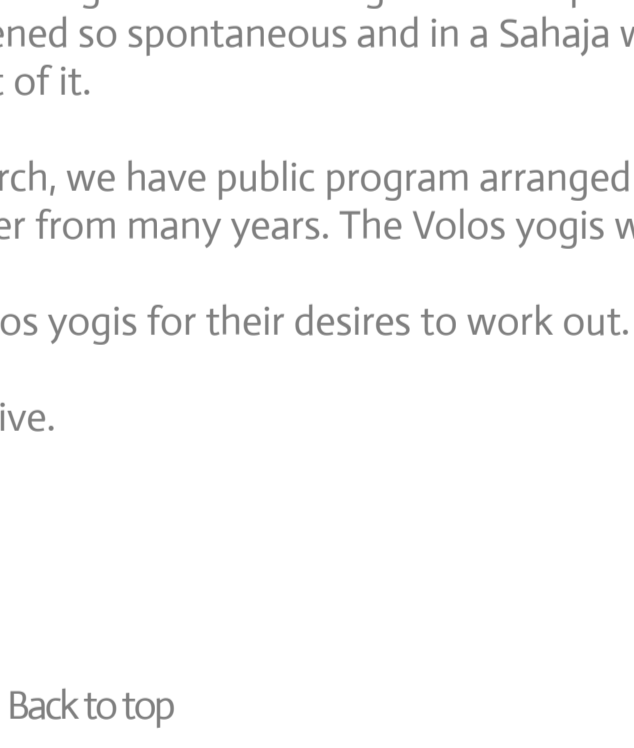 ened so spontaneous and in a Sahaja w
of it.
rch, we have public program arranged
er from many years. The Volos yogis w
os yogis for their desires to work out.
ive.
Back to top